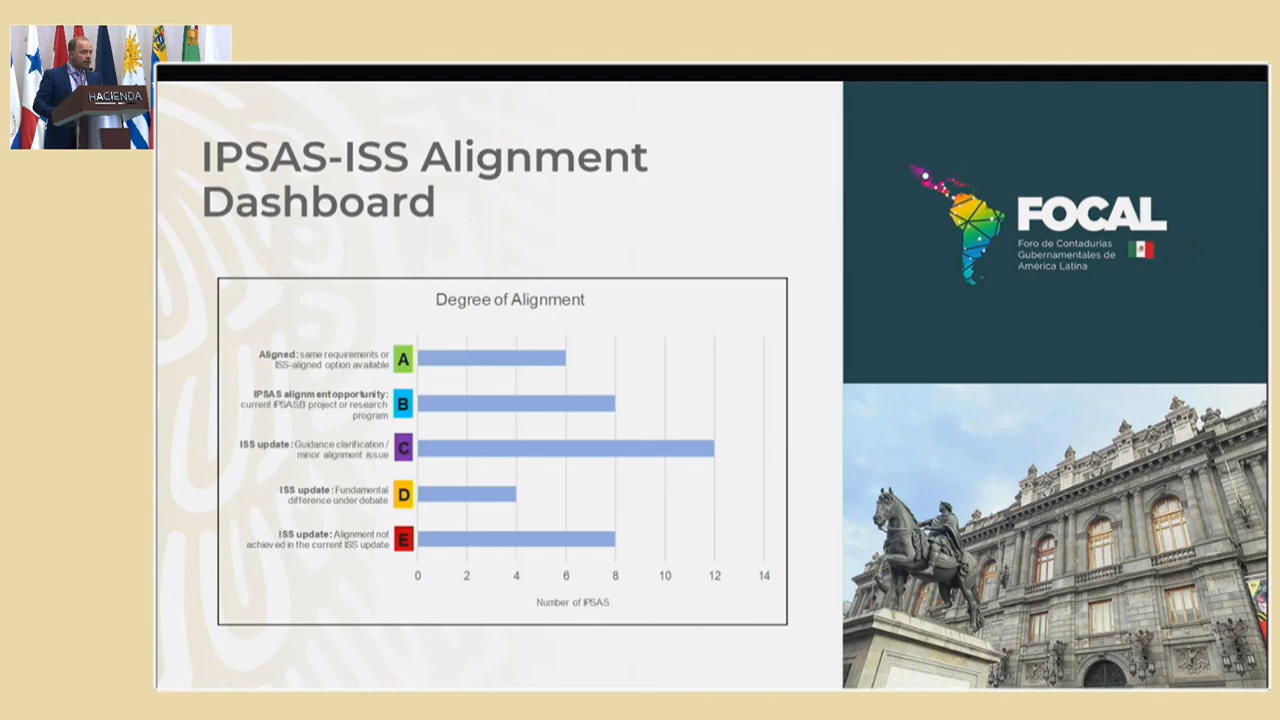 HACIENDA
IPSAS-ISS Alignment
Dashboard
Degree of Alignment
Aligned: same requirements or
ISS-aligned option available
A
IPSAS alignment opportunity:
current IPSASB project or research
program
B
ISS update: Guidance clarification /
minor alignment issue
C
ISS update: Fundamental
difference under debate
D
ISS update: Alignment not
achieved in the current ISS update
E
0 2 4 6 8 10 12 14
Number of IPSAS
FOCAL
Foro de Contadurías
Gubernamentales de
América Latina